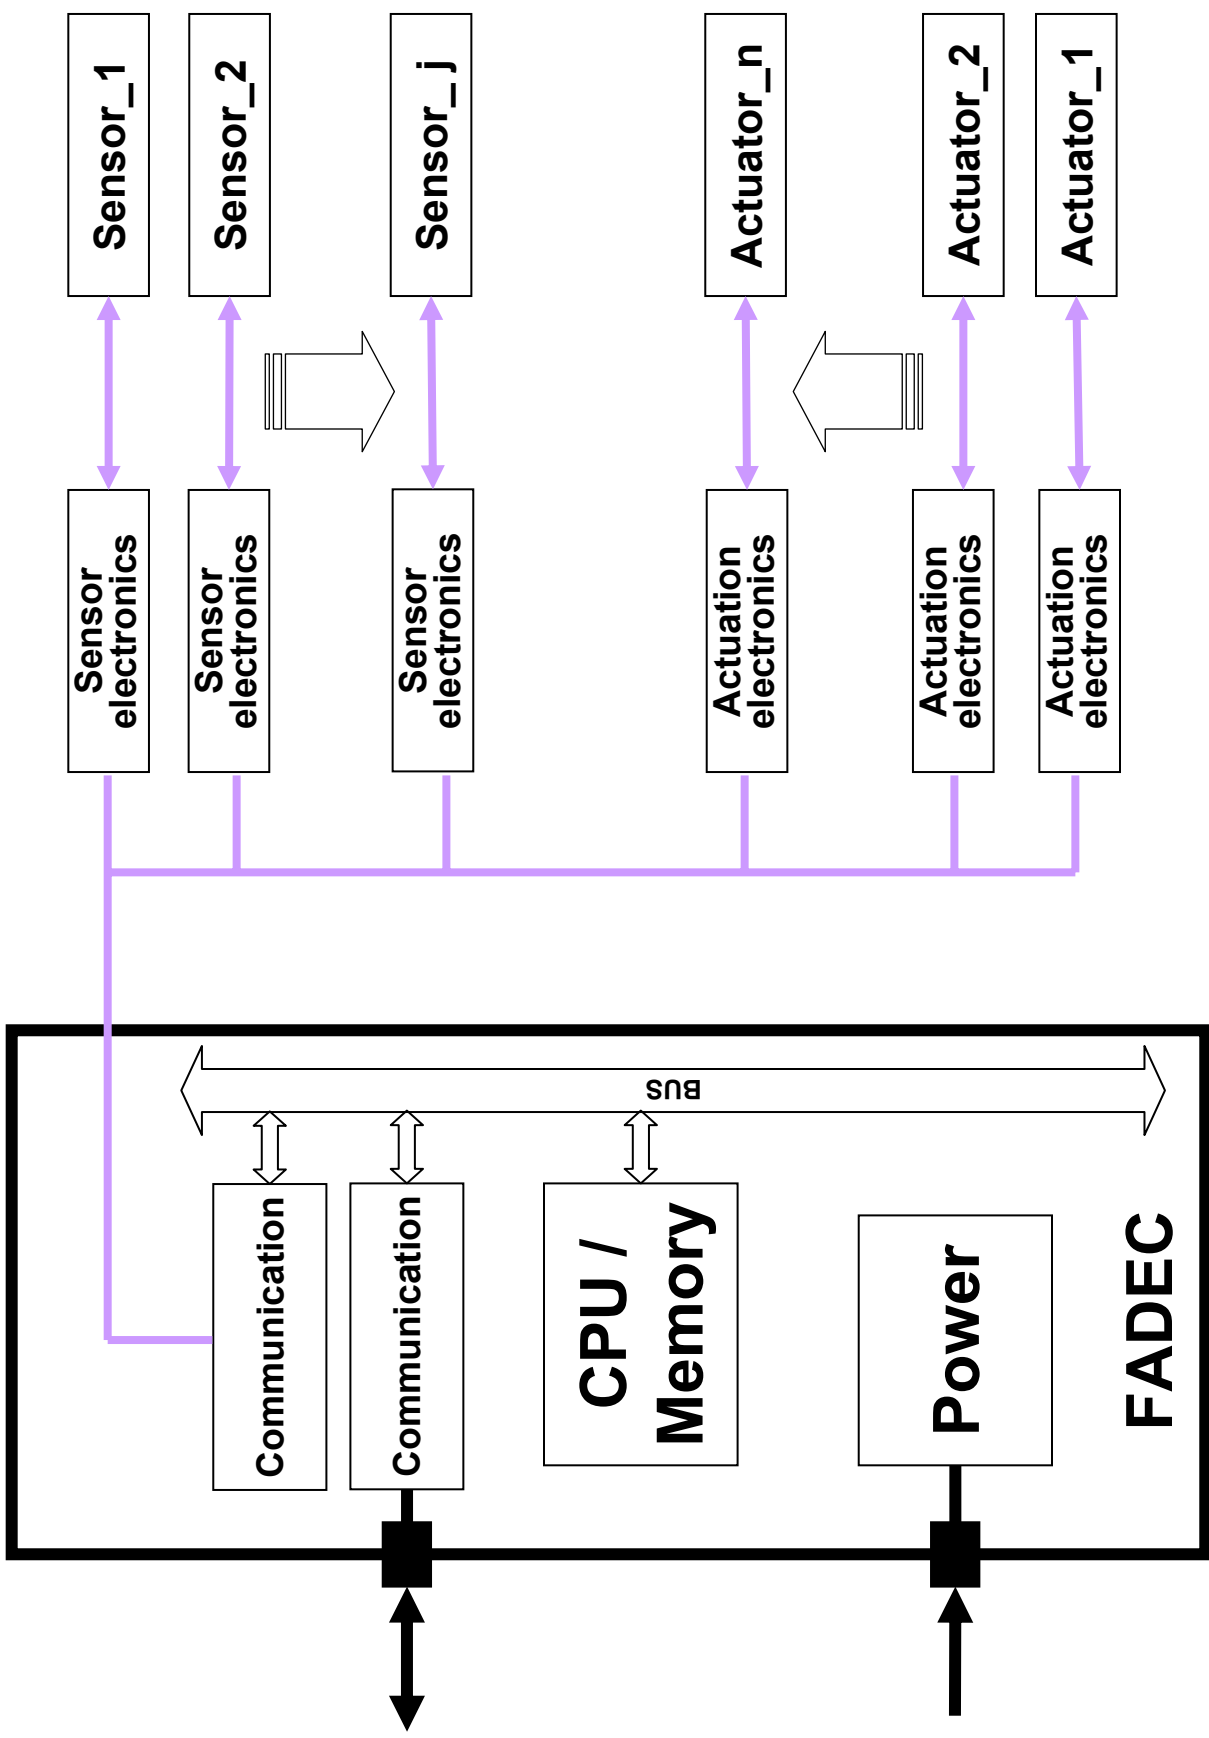 Sensor_1
Sensor_2
Sensor_j
Actuator_n
Actuator_2
Actuator_1
Sensor
electronics
Sensor
electronics
Sensor
electronics
Actuation
electronics
Actuation
electronics
Actuation
electronics
BUS
Communication
Communication
CPU /
Memory
Power
FADEC